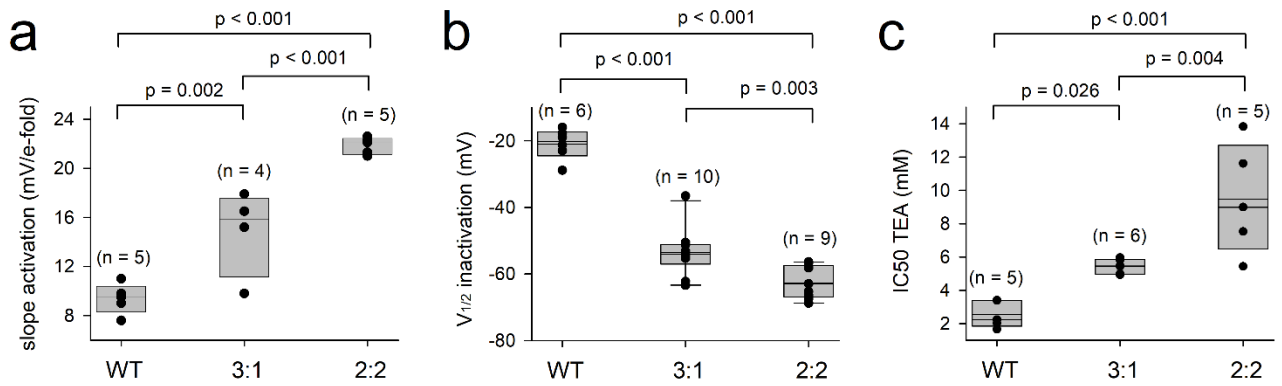 a
p < 0.001
p < 0.001
p = 0.002
(n = 5)
(n = 4)
(n = 5)
slope activation (mV/e-fold)
24
20
16
12
8
WT
3:1
2:2
b
p < 0.001
p = 0.003
(n = 6)
(n = 10)
(n = 9)
V1/2 inactivation (mV)
-20
-40
-60
-80
WT
3:1
2:2
c
p < 0.001
p = 0.004
p = 0.026
(n = 5)
(n = 6)
(n = 5)
IC50 TEA (mM)
14
12
10
8
6
4
2
WT
3:1
2:2